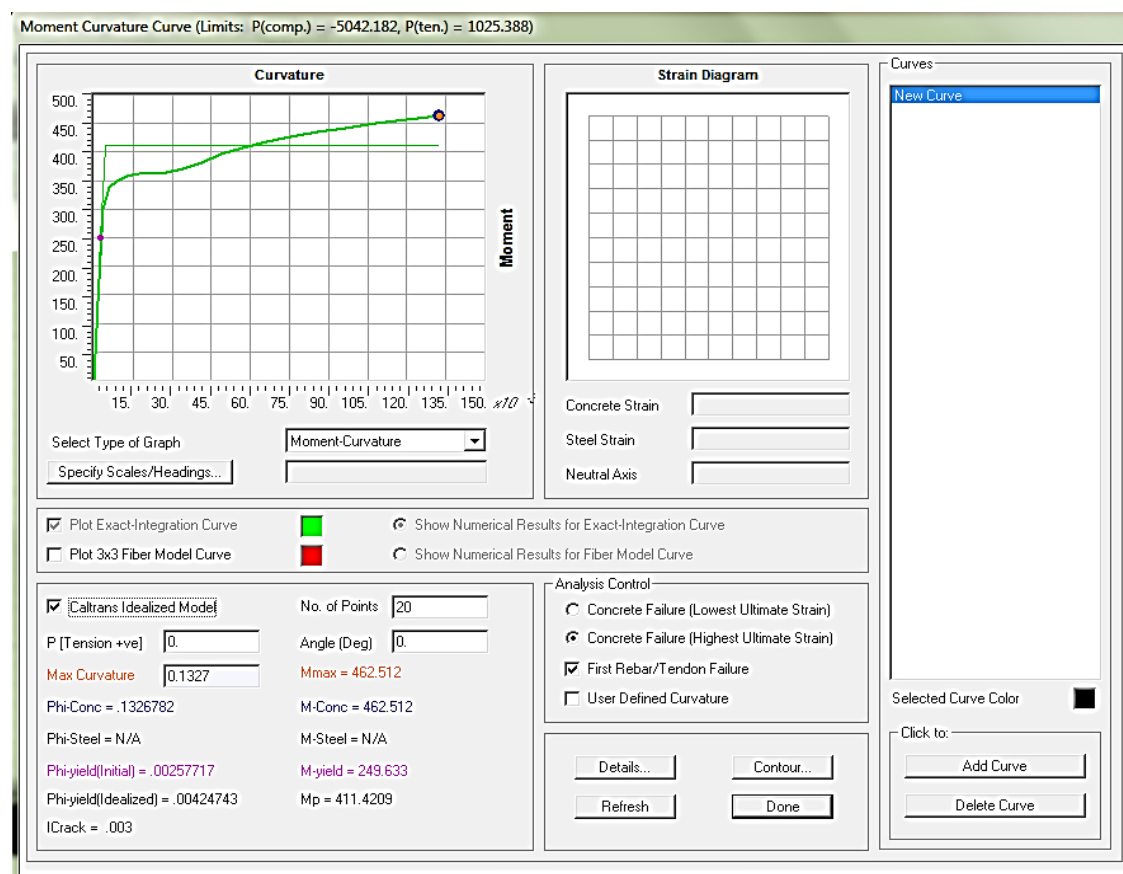 Moment Curvature Curve (Limits:  P(comp.) = -5042.182, P(ten.) = 1025.388)
Curvature
500.
450.
400.
350.
300.
250.
200.
150.
100.
50.
15. 30. 45. 60. 75. 90. 105. 120. 135. 150. x10
Moment
Select Type of Graph
Moment-Curvature
Specify Scales/Headings...
Strain Diagram
Concrete Strain
Steel Strain
Neutral Axis
Plot Exact-Integration Curve
Show Numerical Results for Exact-Integration Curve
Plot 3x3 Fiber Model Curve
Show Numerical Results for Fiber Model Curve
Caltrans Idealized Model
No. of Points 20
P [Tension +ve] 0.
Angle (Deg) 0.
Max Curvature 0.1327
Mmax = 462.512
Phi-Conc = .1326782
M-Conc = 462.512
Phi-Steel = N/A
M-Steel = N/A
Phi-yield(Initial) = .00257717
M-yield = 249.633
Phi-yield(Idealized) = .00424743
Mp = 411.4209
ICrack = .003
Analysis Control
Concrete Failure (Lowest Ultimate Strain)
Concrete Failure (Highest Ultimate Strain)
First Rebar/Tendon Failure
User Defined Curvature
Details...
Contour...
Refresh
Done
Curves
New Curve
Selected Curve Color
Click to:
Add Curve
Delete Curve